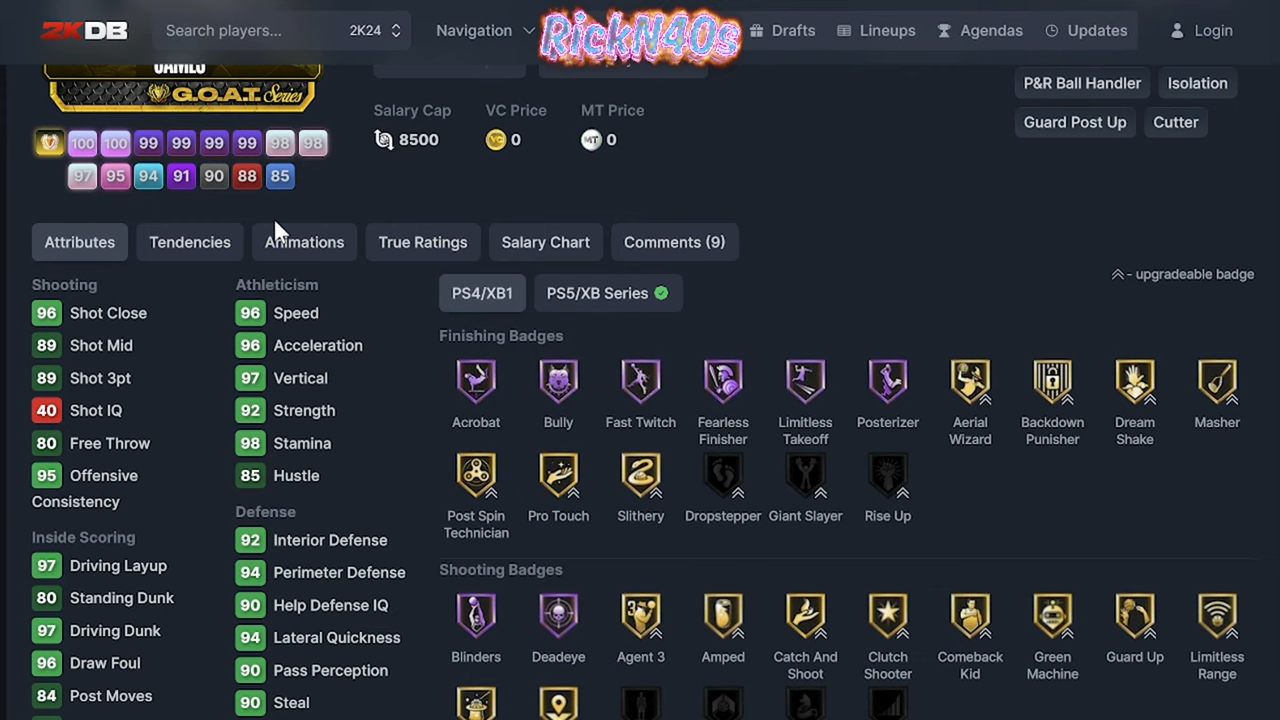 2KDB
Search players...
2K24
Navigation
RickN40s
Drafts
Lineups
Agendas
Updates
Login
GAMES
G.O.A.T. Series
Salary Cap
VC Price
MT Price
8500
VC 0
MT 0
P&R Ball Handler
Isolation
Guard Post Up
Cutter
100 100 99 99 99 99 98 98
97 95 94 91 90 88 85
Attributes
Tendencies
Animations
True Ratings
Salary Chart
Comments (9)
- upgradeable badge
Shooting
96 Shot Close
89 Shot Mid
89 Shot 3pt
40 Shot IQ
80 Free Throw
95 Offensive
Consistency
Inside Scoring
97 Driving Layup
80 Standing Dunk
97 Driving Dunk
96 Draw Foul
84 Post Moves
Athleticism
96 Speed
96 Acceleration
97 Vertical
92 Strength
98 Stamina
85 Hustle
Defense
92 Interior Defense
94 Perimeter Defense
90 Help Defense IQ
94 Lateral Quickness
90 Pass Perception
90 Steal
PS4/XB1
PS5/XB Series
Finishing Badges
Acrobat
Bully
Fast Twitch
Fearless
Finisher
Limitless
Takeoff
Posterizer
Aerial
Wizard
Backdown
Punisher
Dream
Shake
Masher
Post Spin
Technician
Pro Touch
Slithery
Dropstepper
Giant Slayer
Rise Up
Shooting Badges
Blinders
Deadeye
3
Agent 3
Amped
Catch And
Shoot
Clutch
Shooter
Comeback
Kid
Green
Machine
Guard Up
Limitless
Range